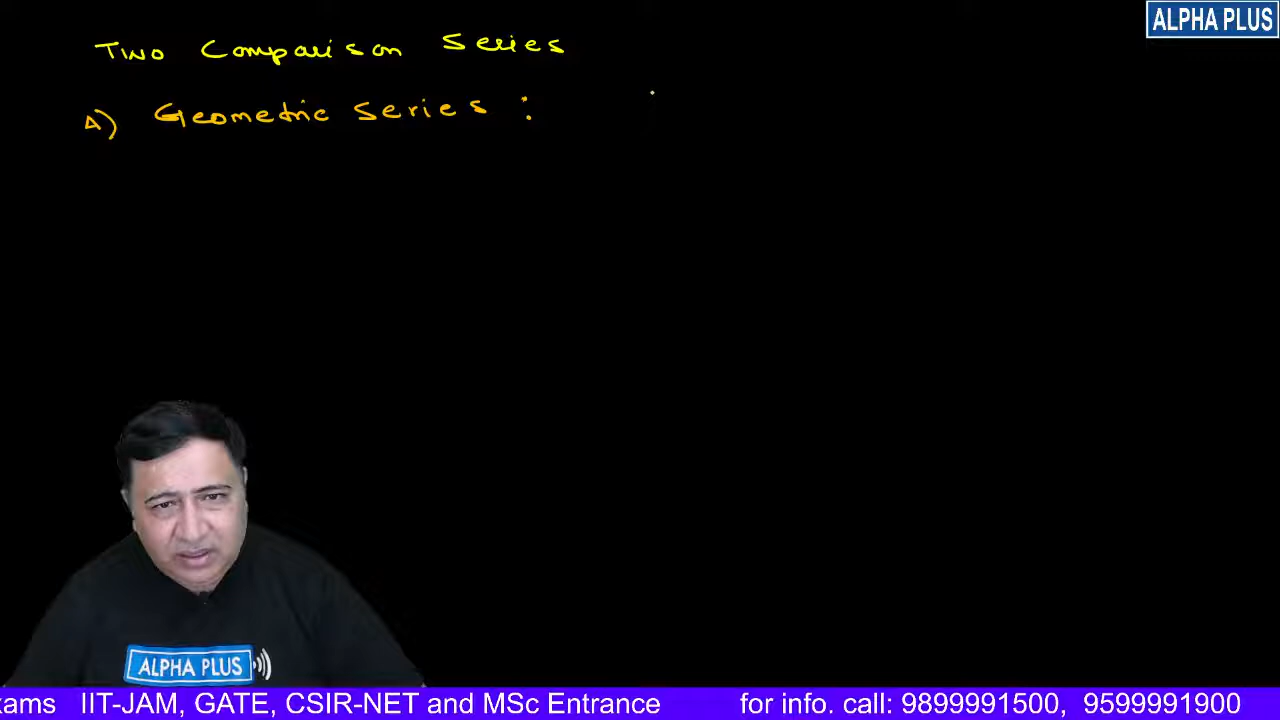 ALPHA PLUS
Two Comparison Series
A) Geometric Series :
ALPHA PLUS
xams IIT-JAM, GATE, CSIR-NET and MSc Entrance for info. call: 9899991500, 9599991900